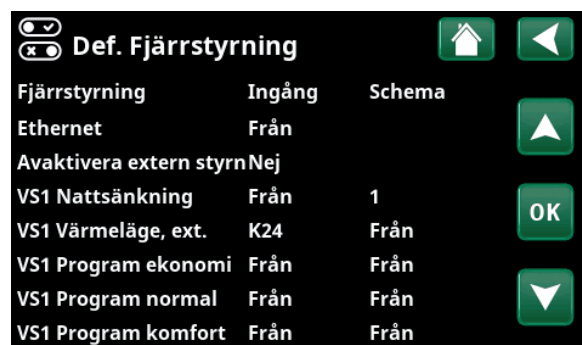 Def. Fjärrstyrning
Fjärrstyrning Ingång Schema
Ethernet Från
Avaktivera extern styrn Nej
VS1 Nattsänkning Från 1
VS1 Värmeläge, ext. K24 Från
OK
VS1 Program ekonomi Från Från
VS1 Program normal Från Från
VS1 Program komfort Från Från